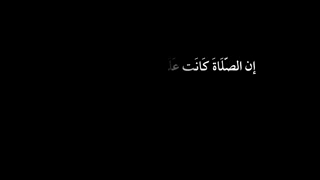 إن الصَّلَاةَ كَانَت عَلَ